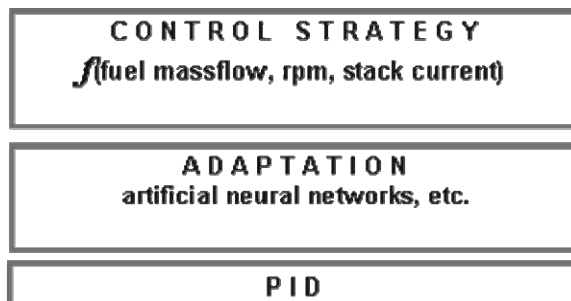 CONTROL STRATEGY
f(fuel massflow, rpm, stack current)
ADAPTATION
artificial neural networks, etc.
PID